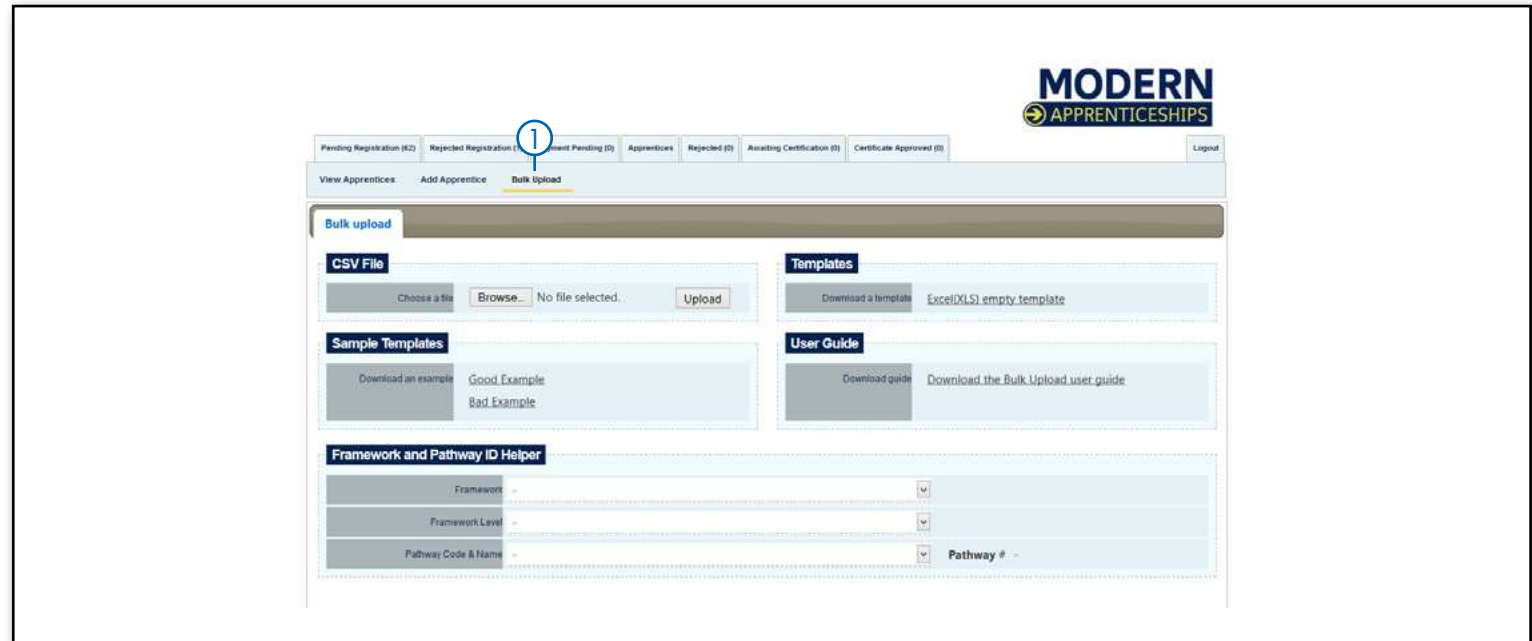 MODERN
APPRENTICESHIPS
1
Pending Registration (62) Rejected Registration Pending (0) Apprentices Rejected (0) Awaiting Certification (0) Certificate Approved (0) Logout
View Apprentices Add Apprentice Bulk Upload
Bulk upload
CSV File Templates
Choose a file Browse... No file selected. Upload Download a template Excel(XLS) empty template
Sample Templates User Guide
Download an example Good Example Download guide Download the Bulk Upload user guide
Bad Example
Framework and Pathway ID Helper
Framework -
Framework Level -
Pathway Code & Name - Pathway # -